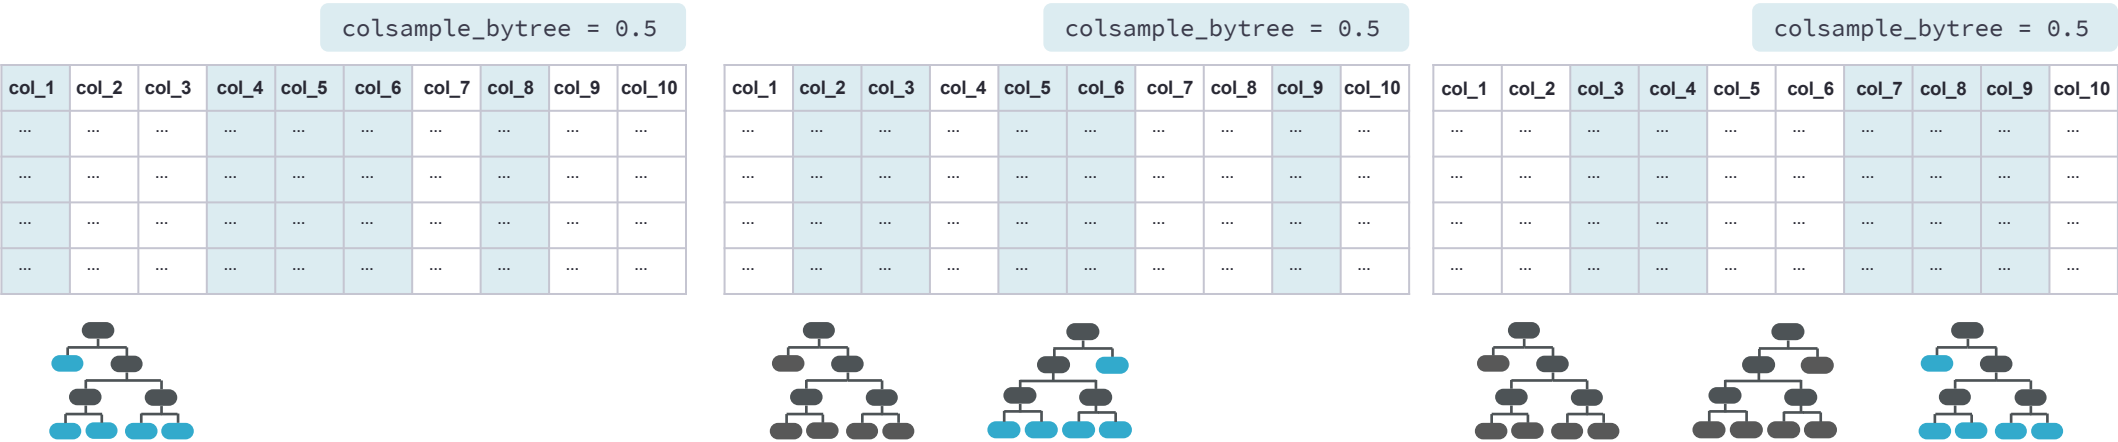 colsample_bytree = 0.5 colsample_bytree = 0.5 colsample_bytree = 0.5
col_1 col_2 col_3 col_4 col_5 col_6 col_7 col_8 col_9 col_10 col_1 col_2 col_3 col_4 col_5 col_6 col_7 col_8 col_9 col_10 col_1 col_2 col_3 col_4 col_5 col_6 col_7 col_8 col_9 col_10
... ... ... ... ... ... ... ... ... ... ... ... ... ... ... ... ... ... ... ... ... ... ... ... ... ... ... ... ... ...
... ... ... ... ... ... ... ... ... ... ... ... ... ... ... ... ... ... ... ... ... ... ... ... ... ... ... ... ... ...
... ... ... ... ... ... ... ... ... ... ... ... ... ... ... ... ... ... ... ... ... ... ... ... ... ... ... ... ... ...
... ... ... ... ... ... ... ... ... ... ... ... ... ... ... ... ... ... ... ... ... ... ... ... ... ... ... ... ... ...